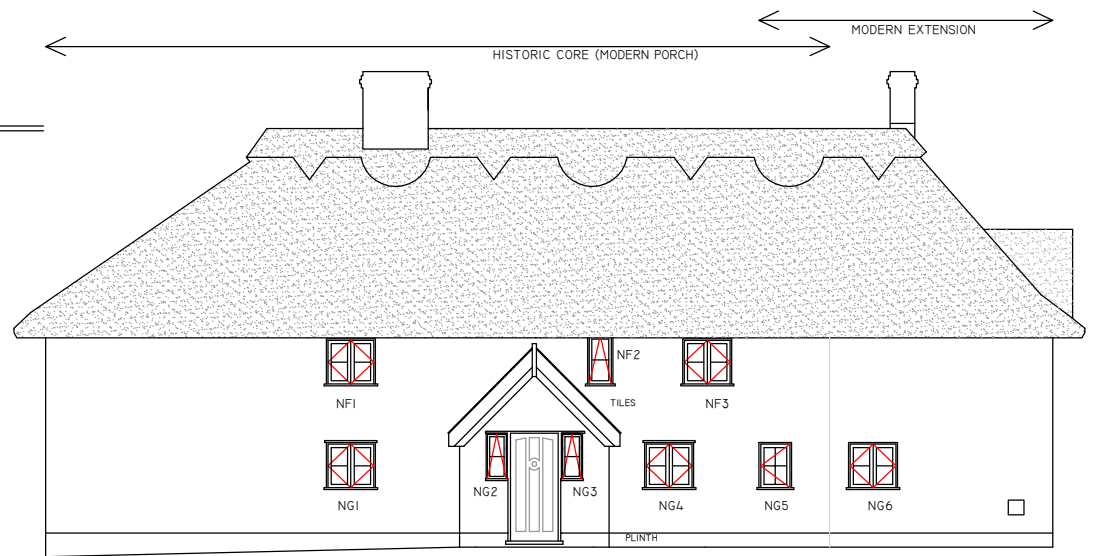 MODERN EXTENSION
HISTORIC CORE (MODERN PORCH)
NF1
NF2
TILES
NF3
NG1
NG2
NG3
NG4
NG5
NG6
PLINTH